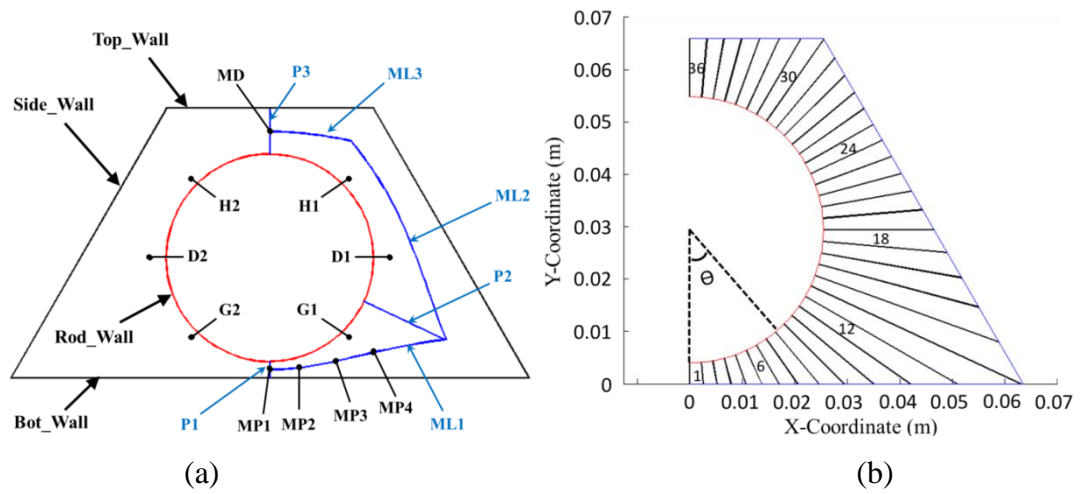 Top_Wall
MD
P3
ML3
Side_Wall
H2
H1
ML2
D2
D1
P2
G2
G1
Rod_Wall
Bot_Wall
P1
MP1
MP2
MP3
MP4
ML1
(a)
b)
0.07
0.06
0.05
0.04
0.03
0.02
0.01
0
Y-Coordinate (m)
36
30
24
18
12
6
1
Ɵ
0 0.01 0.02 0.03 0.04 0.05 0.06 0.07
X-Coordinate (m)
(b)